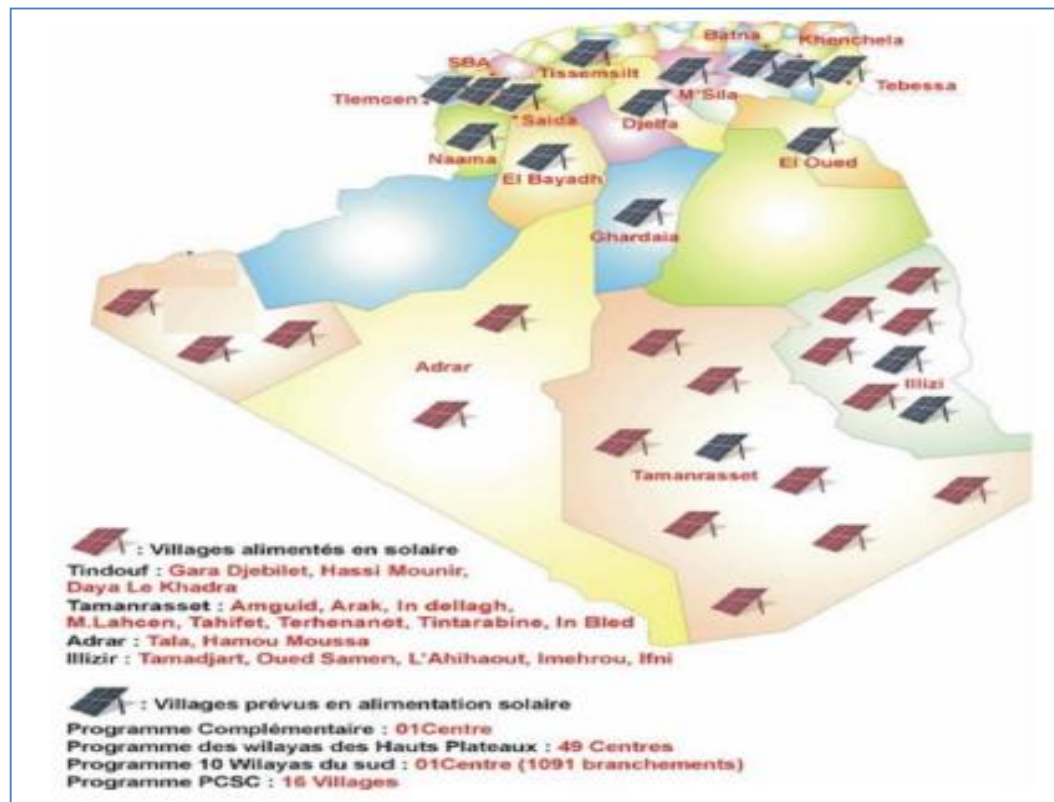 Batna
Khenchela
SBA
Tissemsilt
Tlemcen
M'Sila
Tebessa
Saida
Djelfa
Naama
El Bayadh
El Oued
Ghardaia
Adrar
Illizi
Tamanrasset
: Villages alimentés en solaire
Tindouf : Gara Djebilet, Hassi Mounir,
Daya Le Khadra
Tamanrasset : Amguid, Arak, In dellagh,
M.Lahcen, Tahifet, Terhenanet, Tintarabine, In Bled
Adrar : Tala, Hamou Moussa
Illizir : Tamadjart, Oued Samen, L'Ahihaout, Imehrou, Ifni
: Villages prévus en alimentation solaire
Programme Complémentaire : 01Centre
Programme des wilayas des Hauts Plateaux : 49 Centres
Programme 10 Wilayas du sud : 01Centre (1091 branchements)
Programme PCSC : 16 Villages